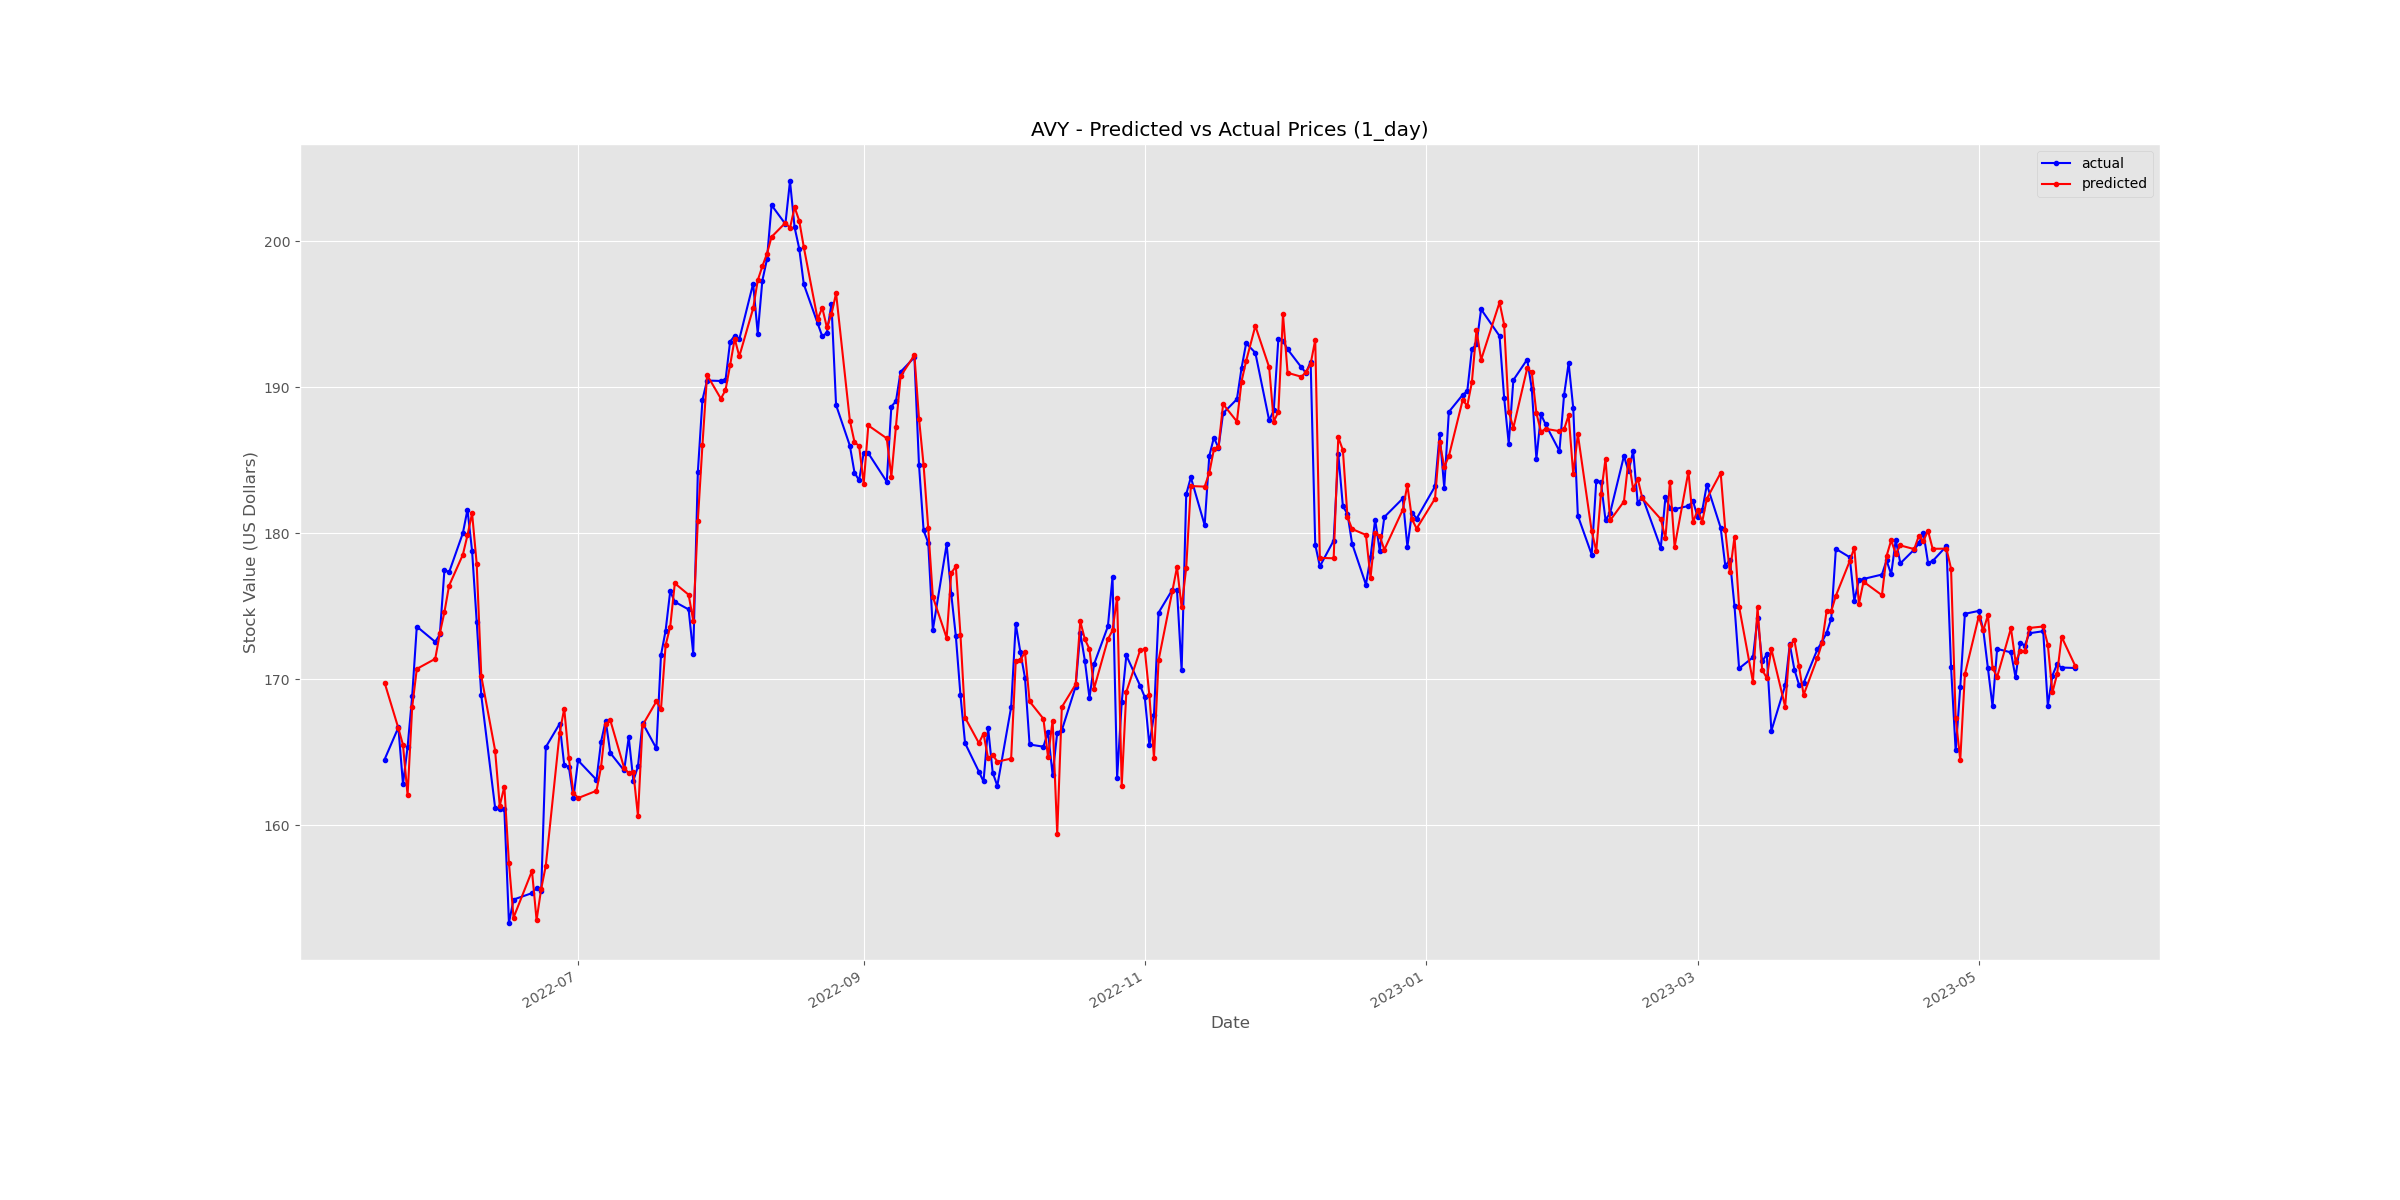 AVY - Predicted vs Actual Prices (1_day)
actual
predicted
Stock Value (US Dollars)
200
190
180
170
160
2022-07
2022-09
2022-11
2023-01
2023-03
2023-05
Date